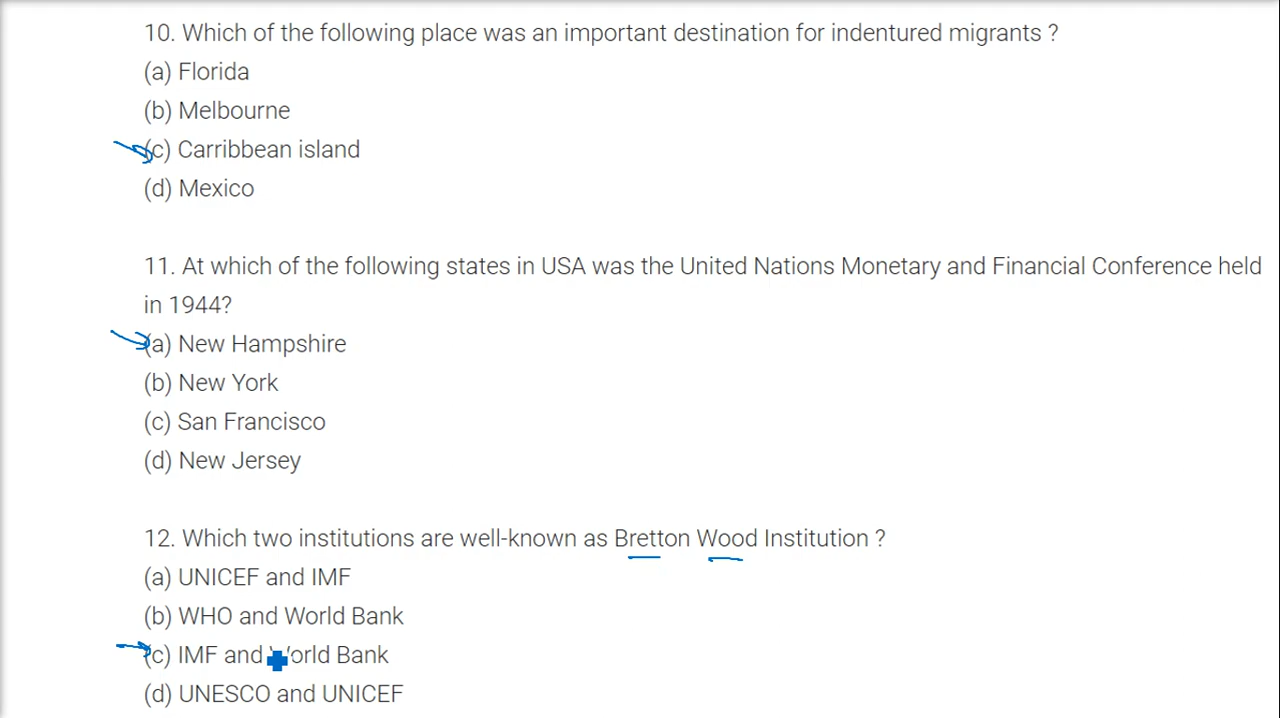 10. Which of the following place was an important destination for indentured migrants ?
(a) Florida
(b) Melbourne
(c) Carribbean island
(d) Mexico
11. At which of the following states in USA was the United Nations Monetary and Financial Conference held
in 1944?
(a) New Hampshire
(b) New York
(c) San Francisco
(d) New Jersey
12. Which two institutions are well-known as Bretton Wood Institution ?
(a) UNICEF and IMF
(b) WHO and World Bank
(c) IMF and World Bank
(d) UNESCO and UNICEF